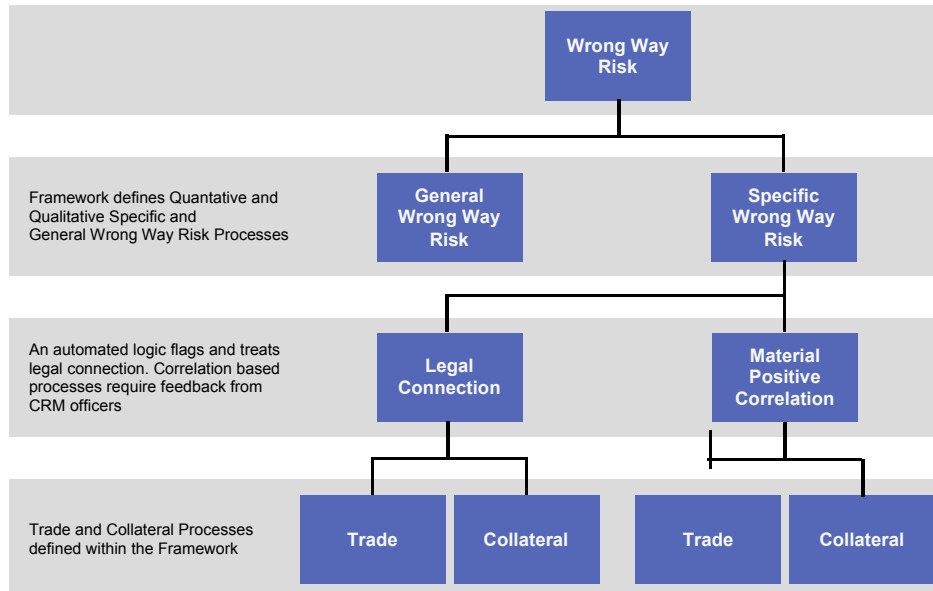 Wrong Way
Risk
Framework defines Quantative and
Qualitative Specific and
General Wrong Way Risk Processes
General
Wrong Way
Risk
Specific
Wrong Way
Risk
An automated logic flags and treats
legal connection. Correlation based
processes require feedback from
CRM officers
Legal
Connection
Material
Positive
Correlation
Trade and Collateral Processes
defined within the Framework
Trade
Collateral
Trade
Collateral